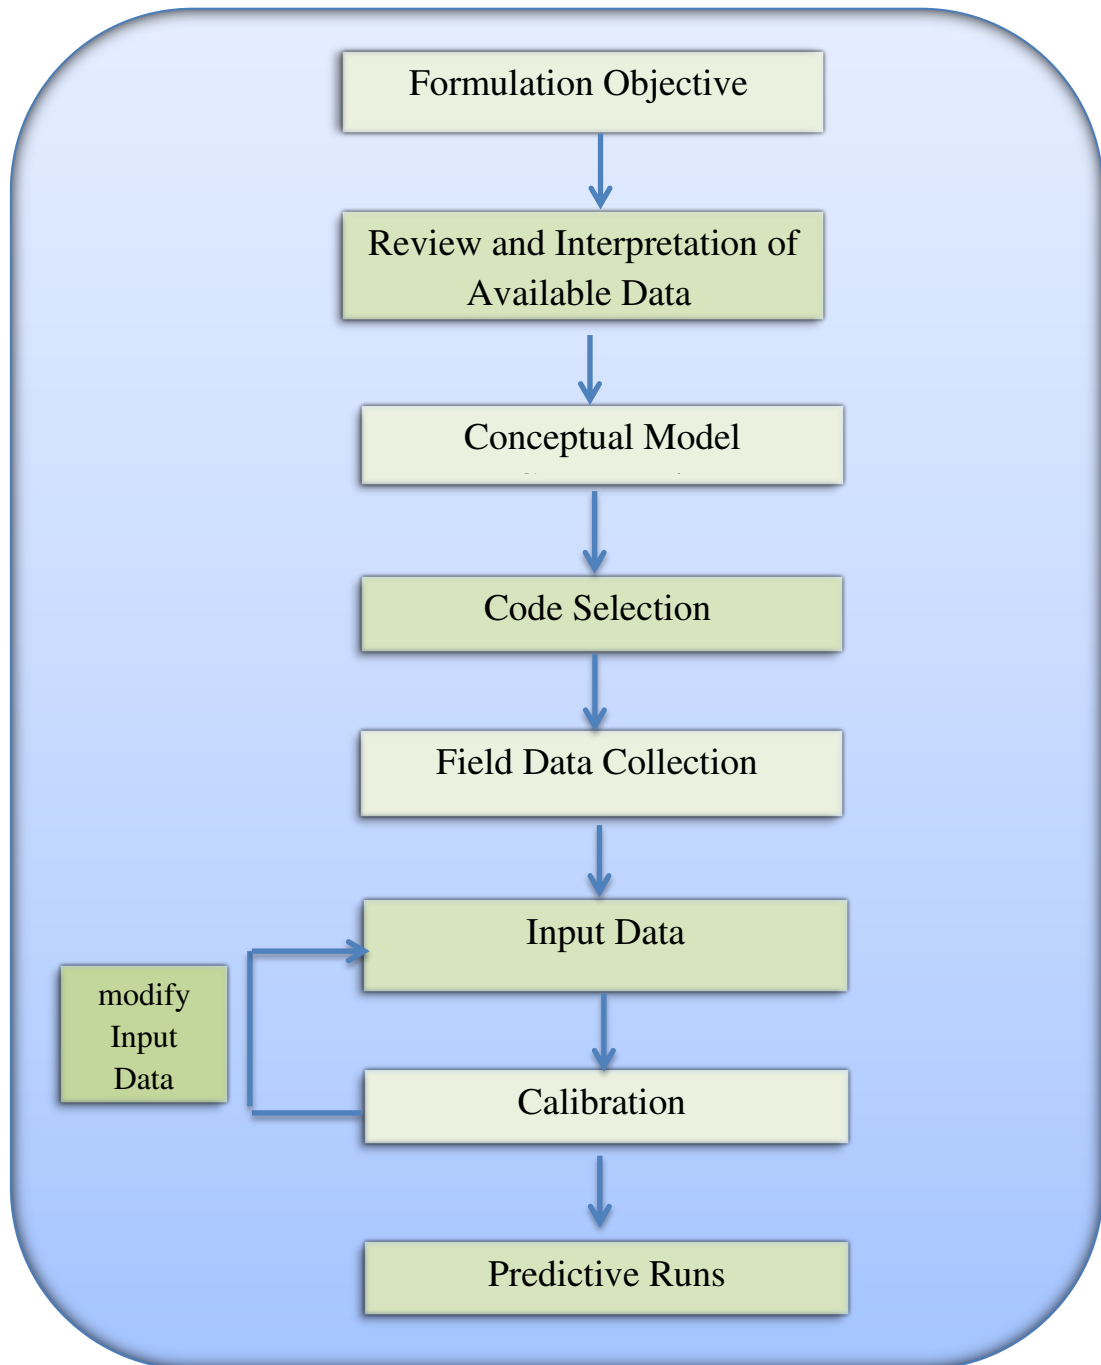 Formulation Objective
Review and Interpretation of
Available Data
Conceptual Model
Code Selection
Field Data Collection
Input Data
modify
Input
Data
Calibration
Predictive Runs